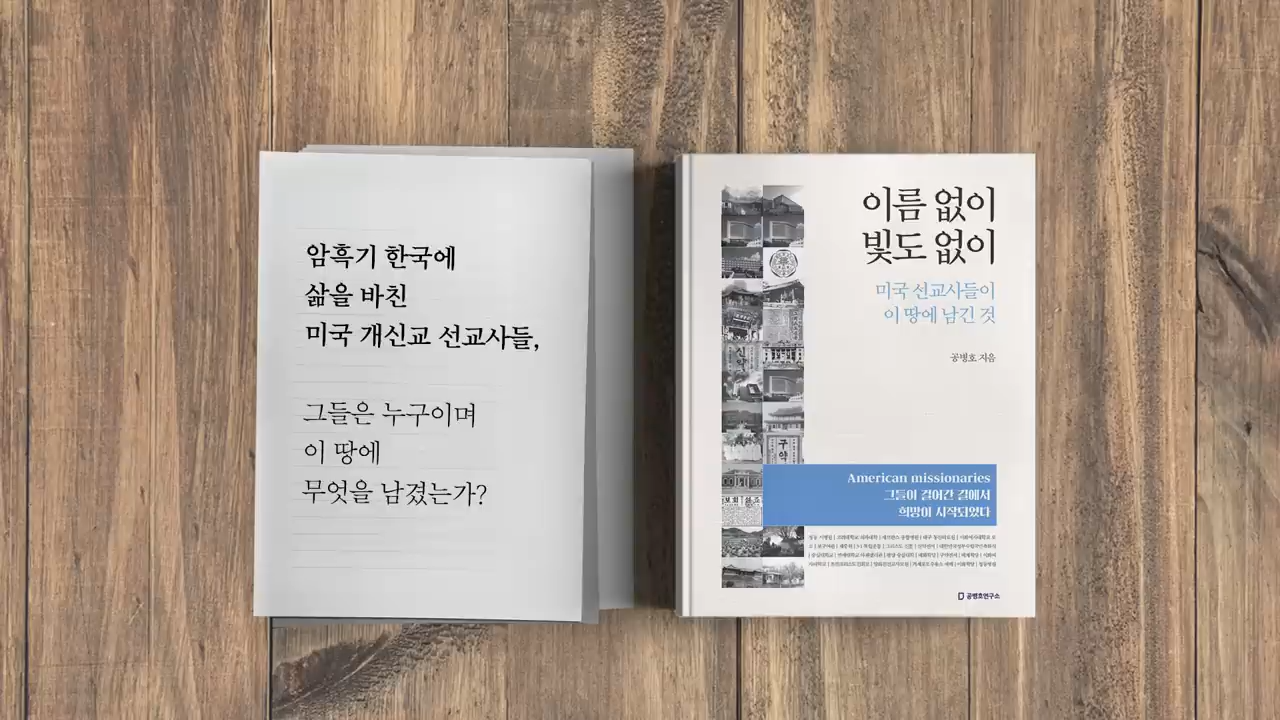 암흑기 한국에
삶을 바친
미국 개신교 선교사들,
그들은 누구이며
이 땅에
무엇을 남겼는가?
이름 없이
빛도 없이
미국 선교사들이
이 땅에 남긴 것
공병호 지음
구약
American missionaries
그들이 걸어간 길에서
희망이 시작되었다
공병호연구소